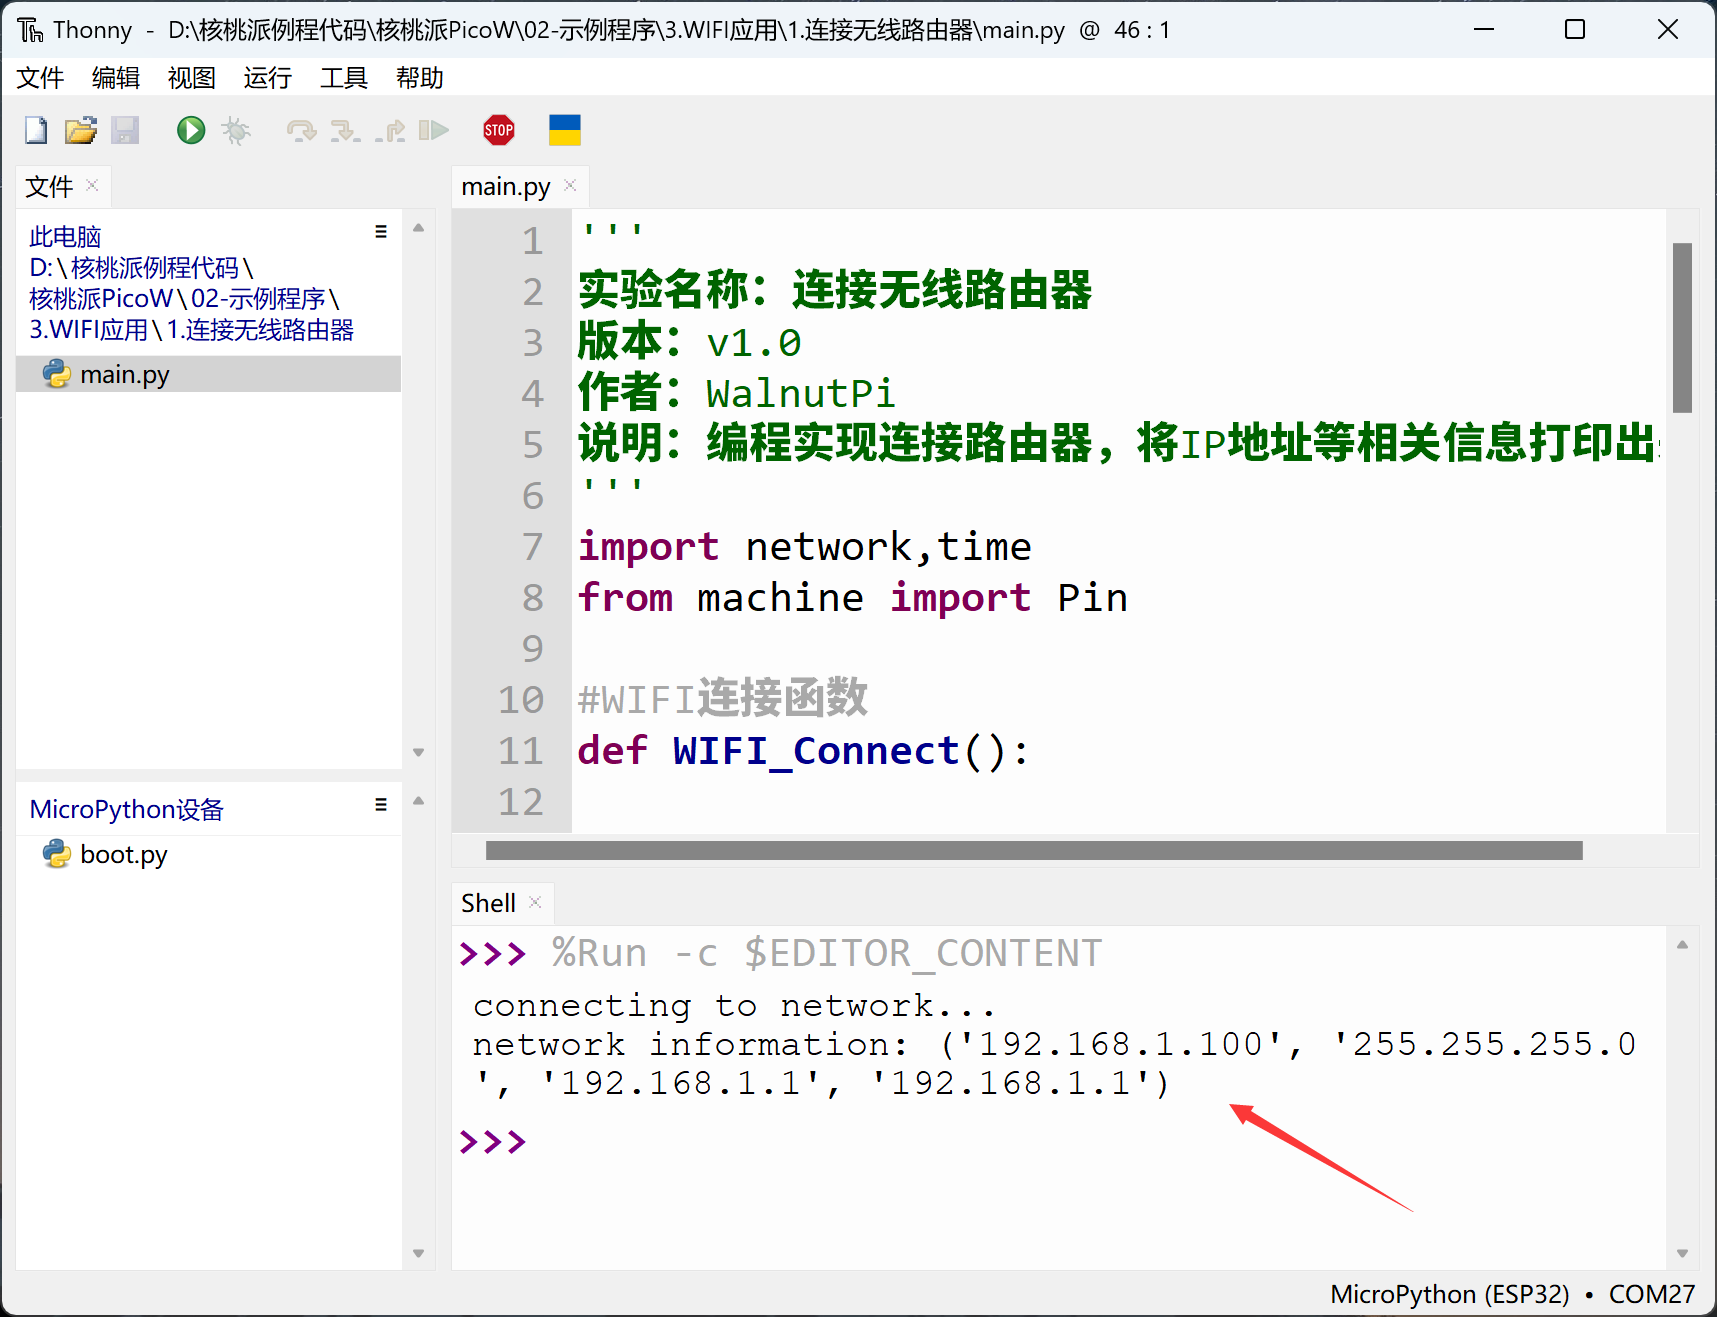 Thonny - D:\核桃派例程代码\核桃派PicoW\02-示例程序\3.WIFI应用\1.连接无线路由器\main.py @ 46 : 1
文件 编辑 视图 运行 工具 帮助
STOP
文件
此电脑
D:\核桃派例程代码\
核桃派PicoW\02-示例程序\
3.WIFI应用\1.连接无线路由器
main.py
MicroPython设备
boot.py
main.py
1 '''
2 实验名称：连接无线路由器
3 版本：v1.0
4 作者：WalnutPi
5 说明：编程实现连接路由器，将IP地址等相关信息打印出
6 '''
7 import network,time
8 from machine import Pin
9
10 #WIFI连接函数
11 def WIFI_Connect():
12
Shell
>>> %Run -c $EDITOR_CONTENT
connecting to network...
network information: ('192.168.1.100', '255.255.255.0
', '192.168.1.1', '192.168.1.1')
>>>
MicroPython (ESP32) • COM27